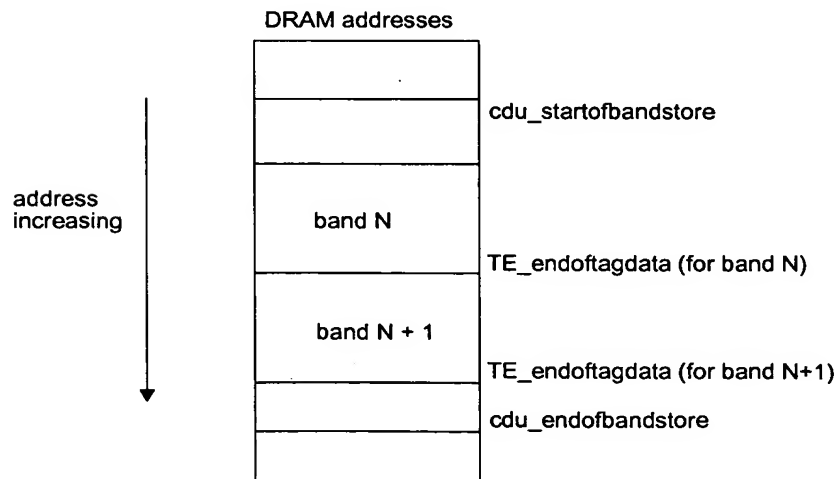 DRAM addresses
cdu_startofbandstore
address
increasing
band N
TE_endoftagdata (for band N)
band N + 1
TE_endoftagdata (for band N+1)
cdu_endofbandstore